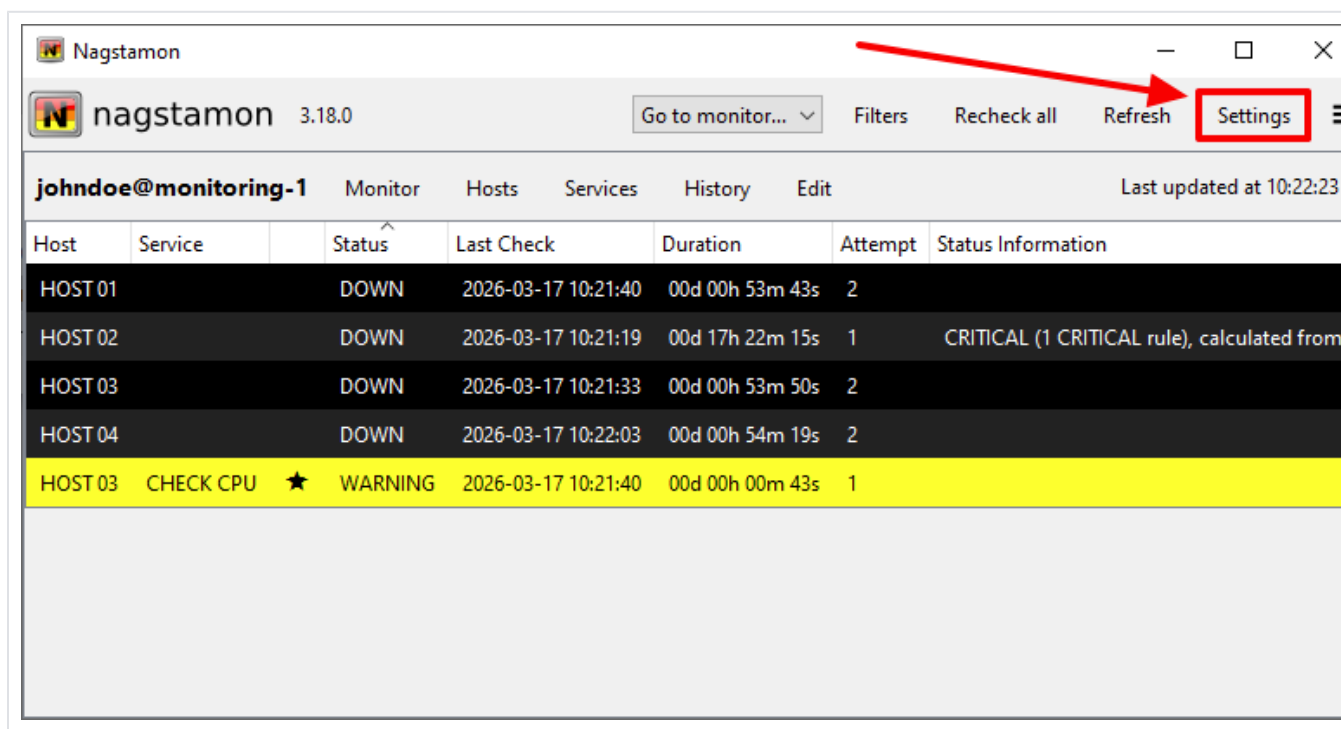 Nagstamon
nagstamon 3.18.0 Go to monitor... Filters Recheck all Refresh Settings
johndoe@monitoring-1 Monitor Hosts Services History Edit Last updated at 10:22:23
Host Service Status Last Check Duration Attempt Status Information
HOST 01 DOWN 2026-03-17 10:21:40 00d 00h 53m 43s 2
HOST 02 DOWN 2026-03-17 10:21:19 00d 17h 22m 15s 1 CRITICAL (1 CRITICAL rule), calculated from
HOST 03 DOWN 2026-03-17 10:21:33 00d 00h 53m 50s 2
HOST 04 DOWN 2026-03-17 10:22:03 00d 00h 54m 19s 2
HOST 03 CHECK CPU ★ WARNING 2026-03-17 10:21:40 00d 00h 00m 43s 1